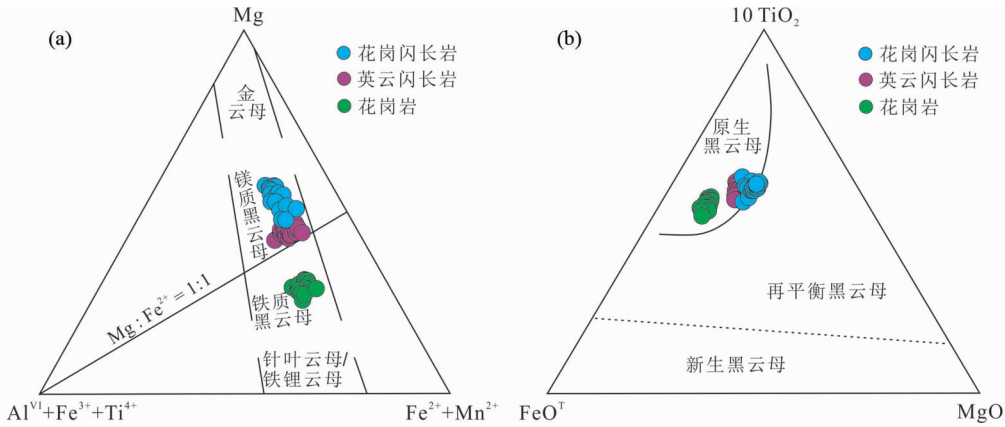 Mg
(a)
花岗闪长岩
英云闪长岩
花岗岩
金
云母
镁
质
黑
云
母
Mg:Fe²⁺=1:1
铁质
黑云母
针叶云母/
铁锂云母
Al^VI+Fe³⁺+Ti⁴⁺
Fe²⁺+Mn²⁺
10 TiO₂
(b)
花岗闪长岩
英云闪长岩
花岗岩
原生
黑云母
再平衡黑云母
新生黑云母
FeO^T
MgO